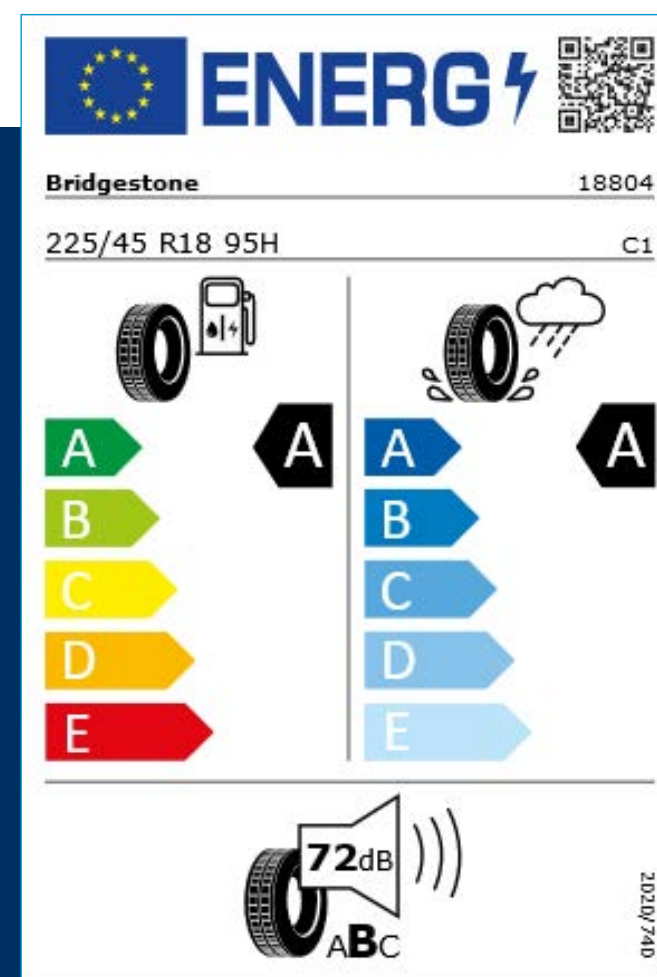 ENERG
Bridgestone 18804
225/45 R18 95H C1
A A A A
B B
C C
D D
E E
72dB
ABC
2020/740